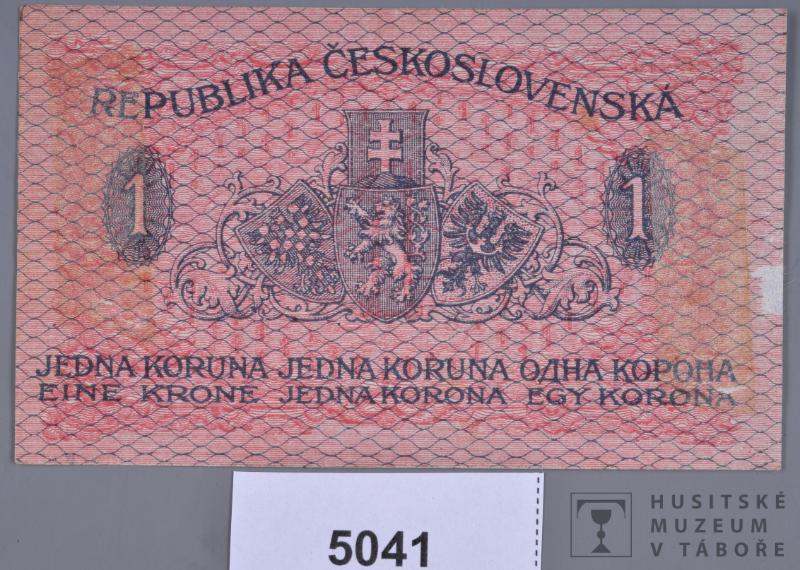 REPUBLIKA ČESKOSLOVENSKÁ
1 1
JEDNA KORUNA JEDNA KORUNA ОДНА КОРОНА
EINE KRONE JEDNA KORONA EGY KORONA
5041
HUSITSKÉ
MUZEUM
V TÁBOŘE